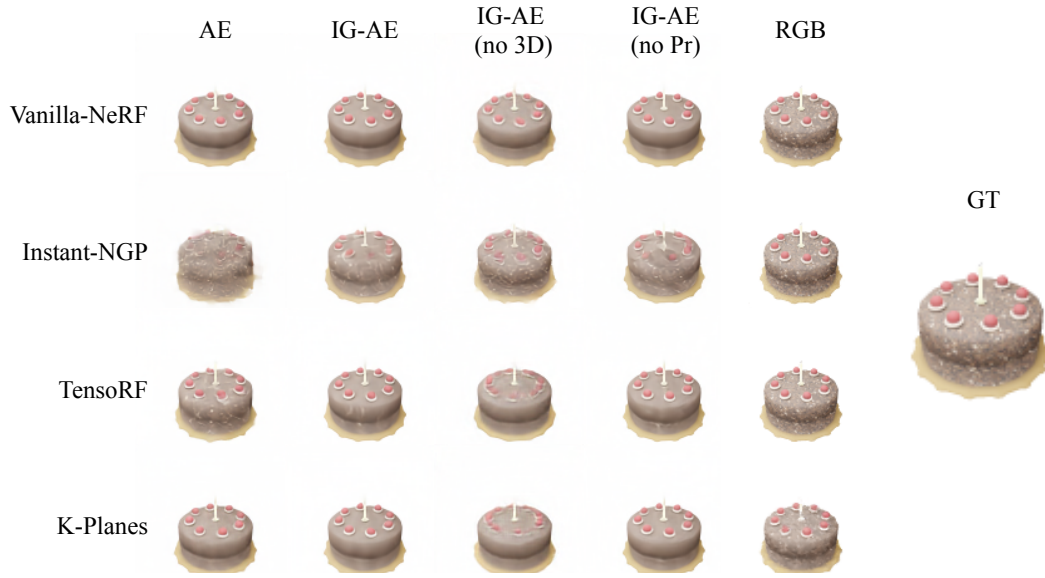 AE
IG-AE
IG-AE
(no 3D)
IG-AE
(no Pr)
RGB
Vanilla-NeRF
GT
Instant-NGP
TensoRF
K-Planes